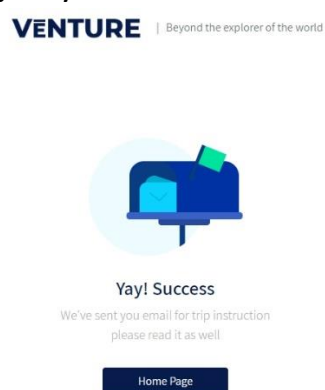 VĒNTURE | Beyond the explorer of the world
Yay! Success
We've sent you email for trip instruction
please read it as well
Home Page